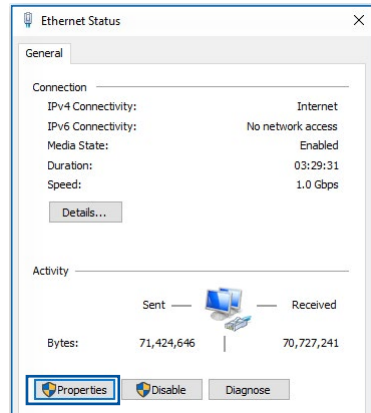 Ethernet Status
General
Connection
IPv4 Connectivity: Internet
IPv6 Connectivity: No network access
Media State: Enabled
Duration: 03:29:31
Speed: 1.0 Gbps
Details...
Activity
Sent Received
Bytes: 71,424,646 70,727,241
Properties Disable Diagnose